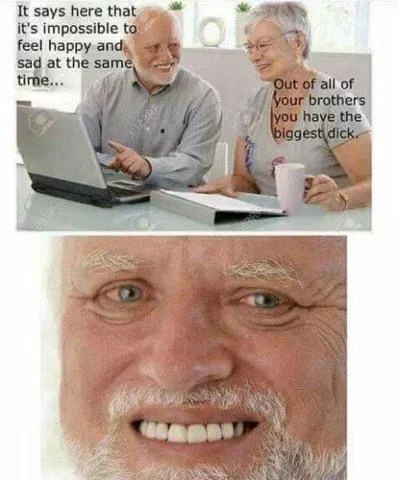 It says here that
it's impossible to
feel happy and
sad at the same
time...
Out of all of
your brothers
you have the
biggest dick.